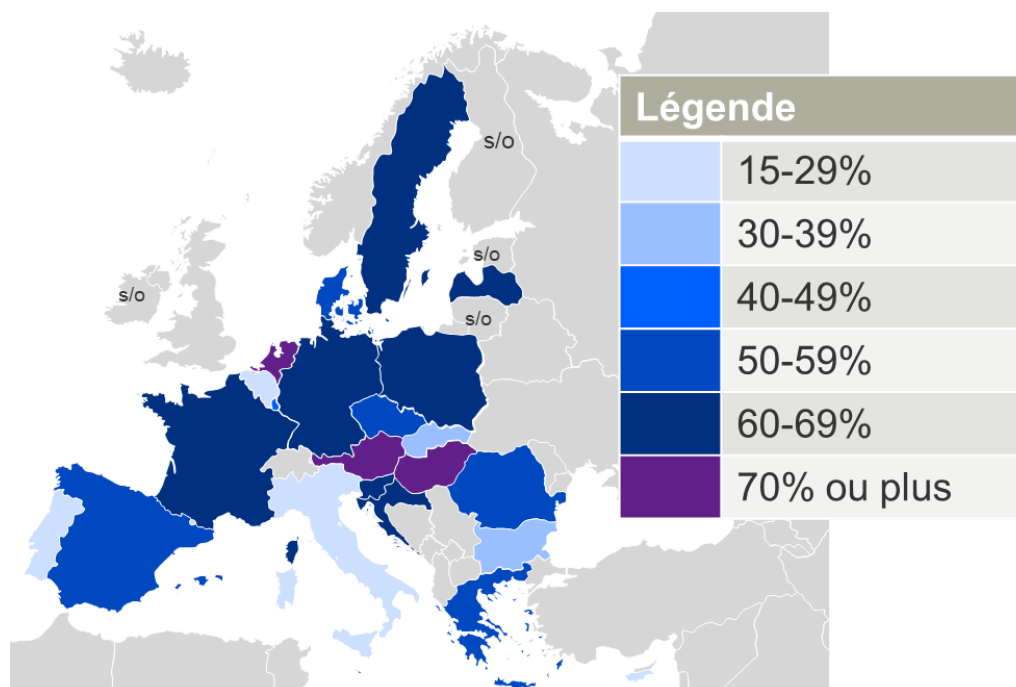 s/o
s/o
s/o
s/o
Légende
15-29%
30-39%
40-49%
50-59%
60-69%
70% ou plus